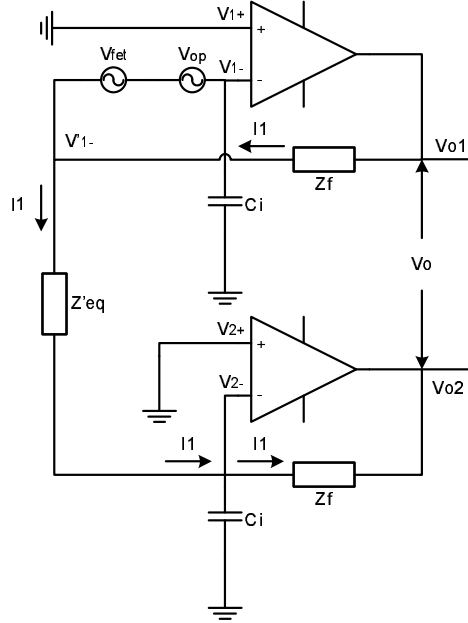 V1+
+
Vfet
Vop
V1-
-
V'1-
I1
Vo1
Zf
I1
Ci
Vo
Z'eq
V2+
+
V2-
-
Vo2
I1
I1
Zf
Ci